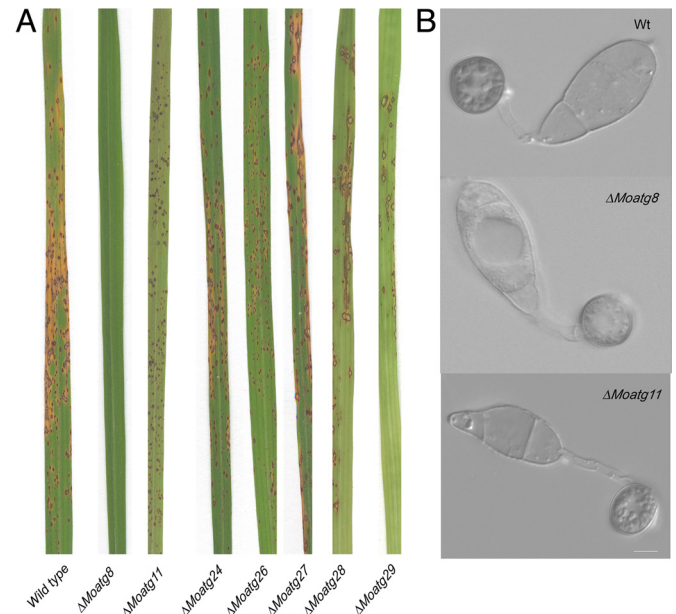 A
B
Wt
ΔMoatg8
ΔMoatg11
Wild type
ΔMoatg8
ΔMoatg11
ΔMoatg24
ΔMoatg26
ΔMoatg27
ΔMoatg28
ΔMoatg29